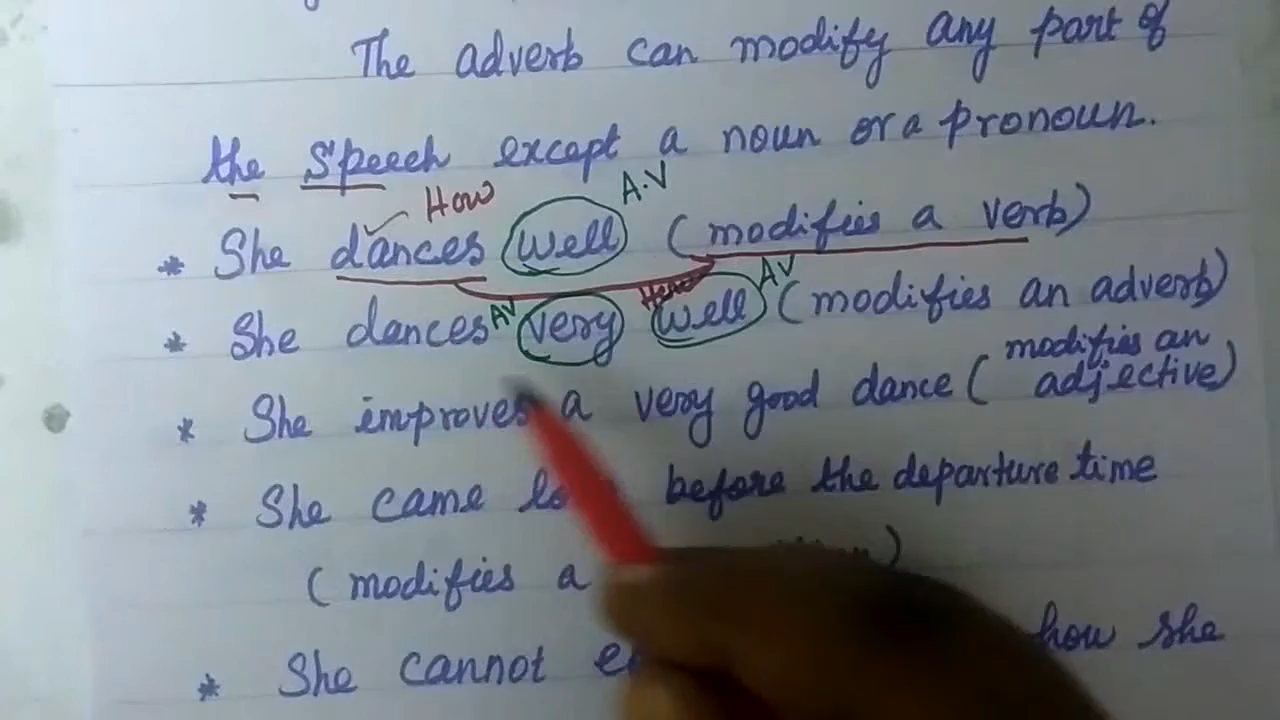 The adverb can modify any part of
the Speech except a noun or a pronoun.
How A.V
* She dances well (modifies a verb)
AV How AV
* She dances very well (modifies an adverb)
* She improves a very good dance (modifies an adjective)
* She came before the departure time
(modifies a )
* She cannot how she